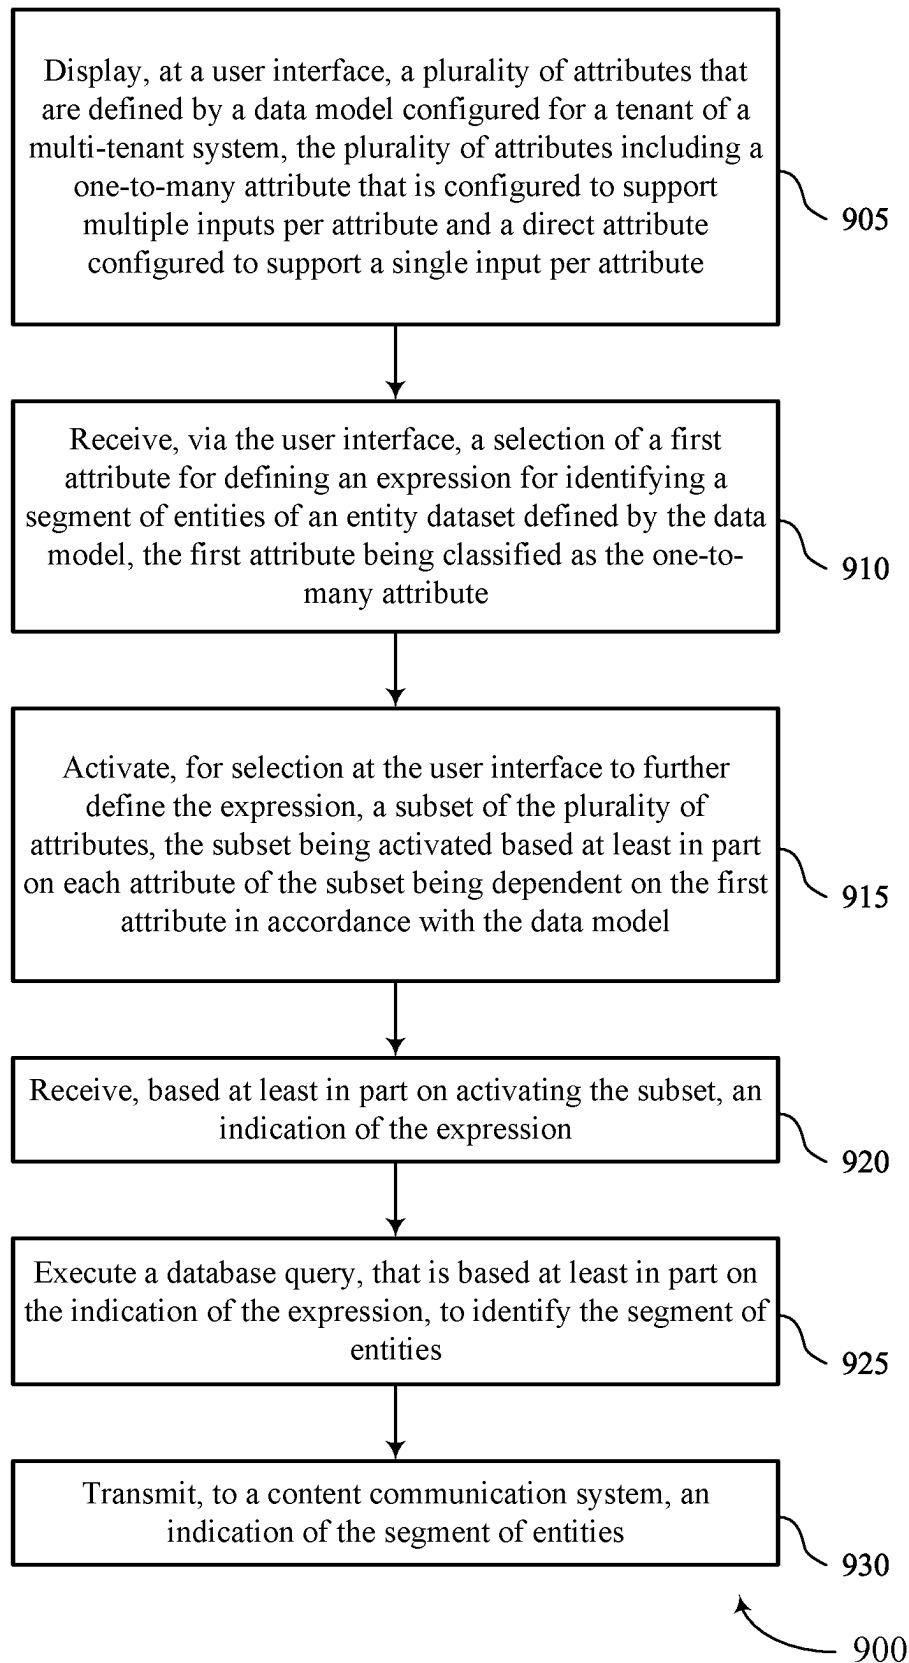 Display, at a user interface, a plurality of attributes that
are defined by a data model configured for a tenant of a
multi-tenant system, the plurality of attributes including a
one-to-many attribute that is configured to support
multiple inputs per attribute and a direct attribute
configured to support a single input per attribute
905
Receive, via the user interface, a selection of a first
attribute for defining an expression for identifying a
segment of entities of an entity dataset defined by the data
model, the first attribute being classified as the one-to-
many attribute
910
Activate, for selection at the user interface to further
define the expression, a subset of the plurality of
attributes, the subset being activated based at least in part
on each attribute of the subset being dependent on the first
attribute in accordance with the data model
915
Receive, based at least in part on activating the subset, an
indication of the expression
920
Execute a database query, that is based at least in part on
the indication of the expression, to identify the segment of
entities
925
Transmit, to a content communication system, an
indication of the segment of entities
930
900